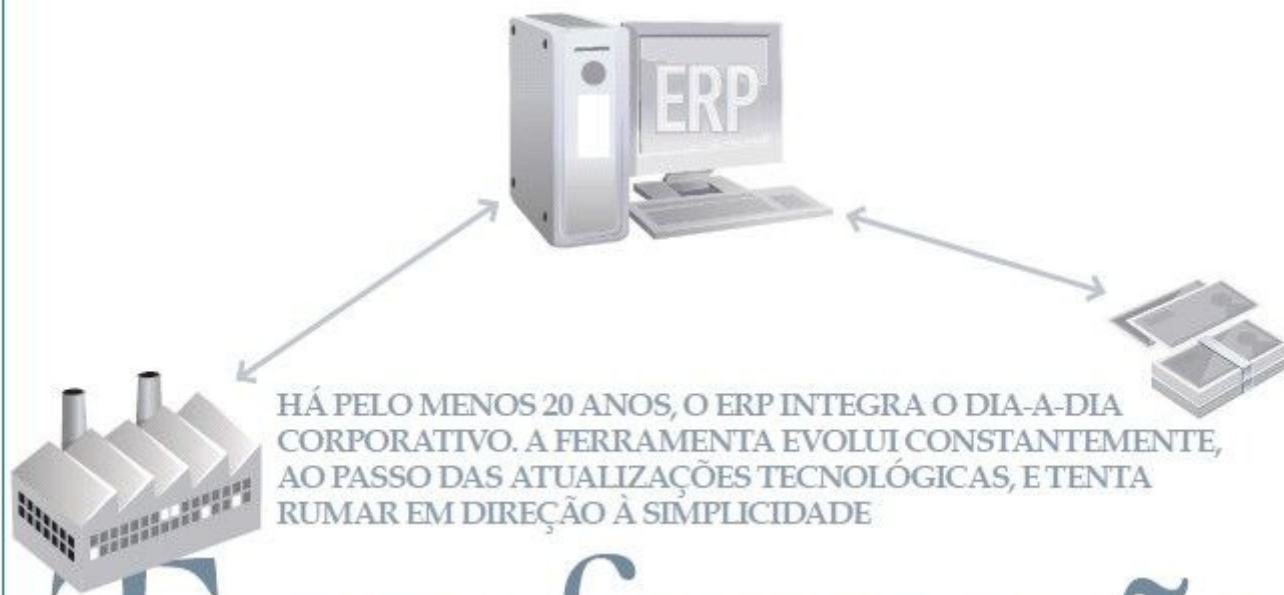 ERP
HÁ PELO MENOS 20 ANOS, O ERP INTEGRA O DIA-A-DIA
CORPORATIVO. A FERRAMENTA EVOLUI CONSTANTEMENTE,
AO PASSO DAS ATUALIZAÇÕES TECNOLÓGICAS, E TENTA
RUMAR EM DIREÇÃO À SIMPLICIDADE